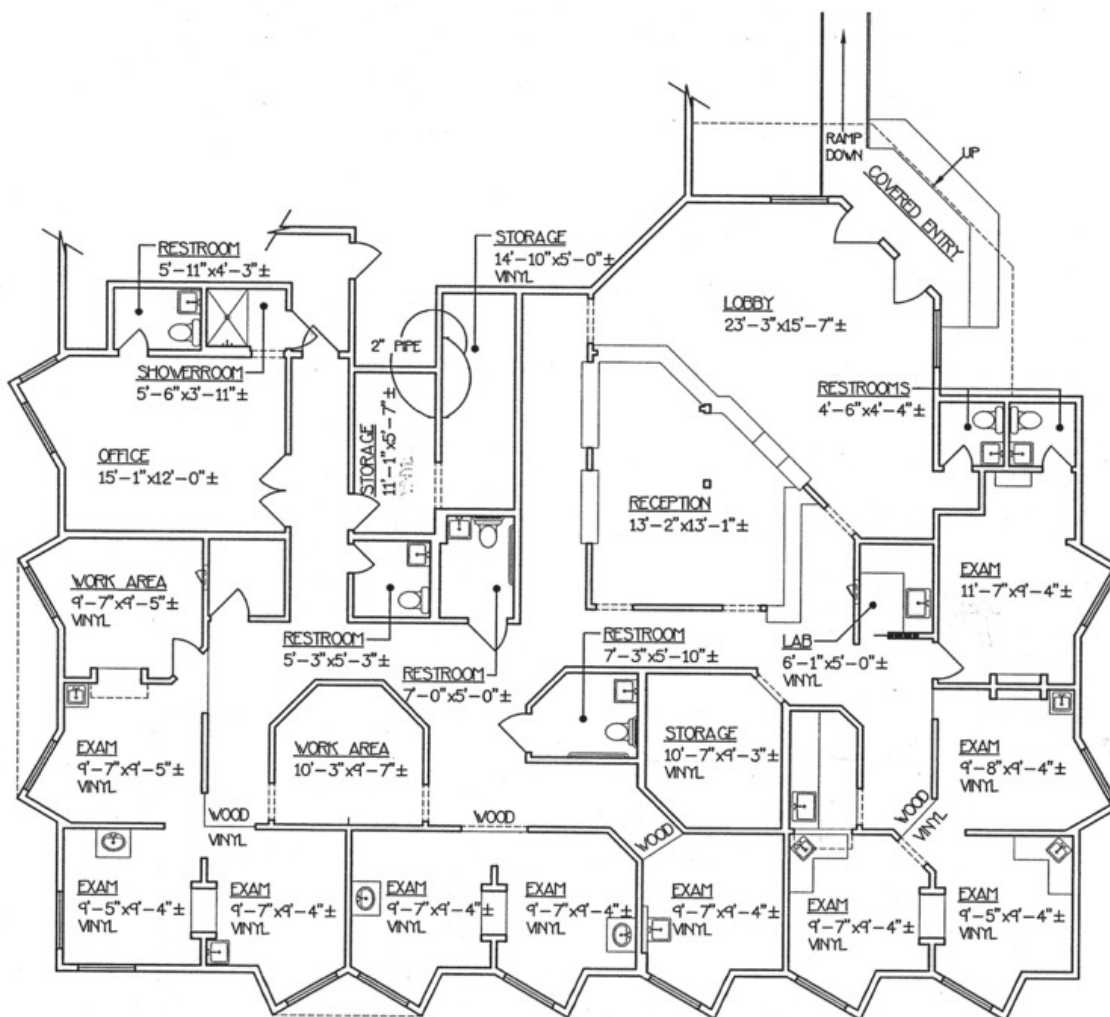 RAMP
DOWN
UP
COVERED ENTRY
RESTROOM
5'-11"x4'-3"±
STORAGE
14'-10"x5'-0"±
VINYL
LOBBY
23'-3"x15'-7"±
2" PIPE
SHOWERROOM
5'-6"x3'-11"±
RESTROOMS
4'-6"x4'-4"±
OFFICE
15'-1"x12'-0"±
STORAGE
11'-1"x5'-7"±
VINYL
RECEPTION
13'-2"x13'-1"±
WORK AREA
9'-7"x9'-5"±
VINYL
EXAM
11'-7"x9'-4"±
RESTROOM
5'-3"x5'-3"±
RESTROOM
7'-0"x5'-0"±
RESTROOM
7'-3"x5'-10"±
LAB
6'-1"x5'-0"±
VINYL
EXAM
9'-7"x9'-5"±
VINYL
WORK AREA
10'-3"x9'-7"±
STORAGE
10'-7"x9'-3"±
VINYL
EXAM
9'-8"x9'-4"±
VINYL
WOOD
VINYL
WOOD
WOOD
WOOD
VINYL
EXAM
9'-5"x9'-4"±
VINYL
EXAM
9'-7"x9'-4"±
VINYL
EXAM
9'-7"x9'-4"±
VINYL
EXAM
9'-7"x9'-4"±
VINYL
EXAM
9'-7"x9'-4"±
VINYL
EXAM
9'-7"x9'-4"±
VINYL
EXAM
9'-5"x9'-4"±
VINYL